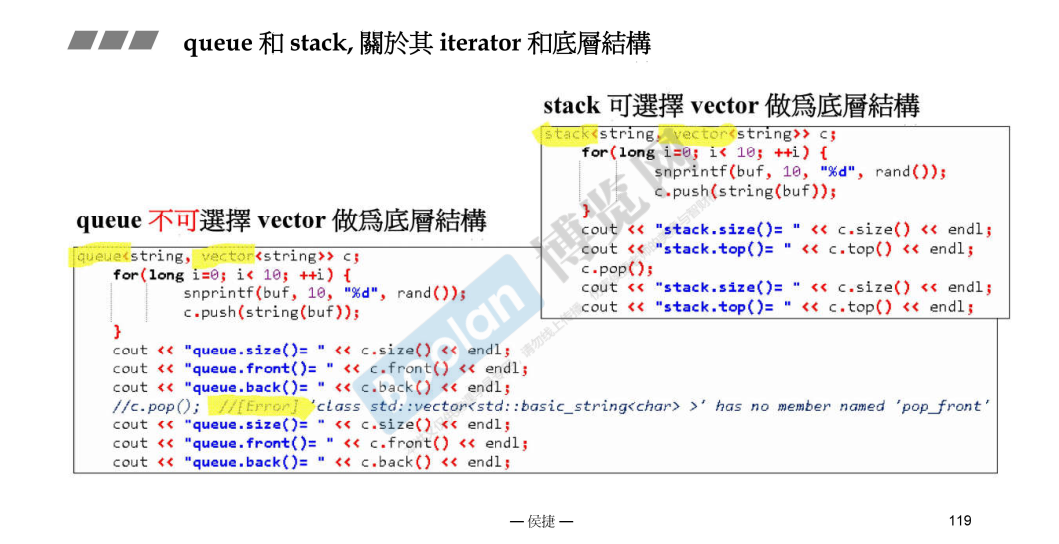 queue 和 stack, 關於其 iterator 和底層結構
stack 可選擇 vector 做為底層結構
stack<string, vector<string>> c;
for(long i=0; i< 10; ++i) {
snprintf(buf, 10, "%d", rand());
c.push(string(buf));
}
cout << "stack.size()= " << c.size() << endl;
cout << "stack.top()= " << c.top() << endl;
c.pop();
cout << "stack.size()= " << c.size() << endl;
cout << "stack.top()= " << c.top() << endl;
queue 不可選擇 vector 做為底層結構
queue<string, vector<string>> c;
for(long i=0; i< 10; ++i) {
snprintf(buf, 10, "%d", rand());
c.push(string(buf));
}
cout << "queue.size()= " << c.size() << endl;
cout << "queue.front()= " << c.front() << endl;
cout << "queue.back()= " << c.back() << endl;
//c.pop(); //[Error] 'class std::vector<std::basic_string<char> >' has no member named 'pop_front'
cout << "queue.size()= " << c.size() << endl;
cout << "queue.front()= " << c.front() << endl;
cout << "queue.back()= " << c.back() << endl;
Boolan 博览网
— 侯捷 —
119